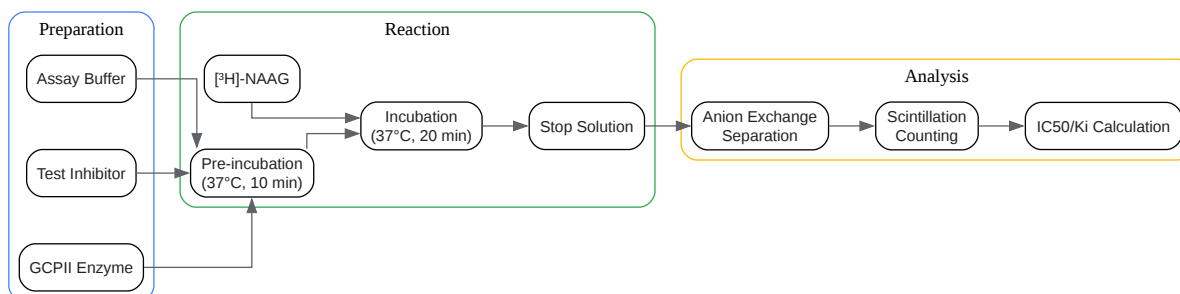 Preparation
Assay Buffer
Test Inhibitor
GCPII Enzyme
Reaction
[³H]-NAAG
Pre-incubation
(37°C, 10 min)
Incubation
(37°C, 20 min)
Stop Solution
Analysis
Anion Exchange
Separation
Scintillation
Counting
IC50/Ki Calculation